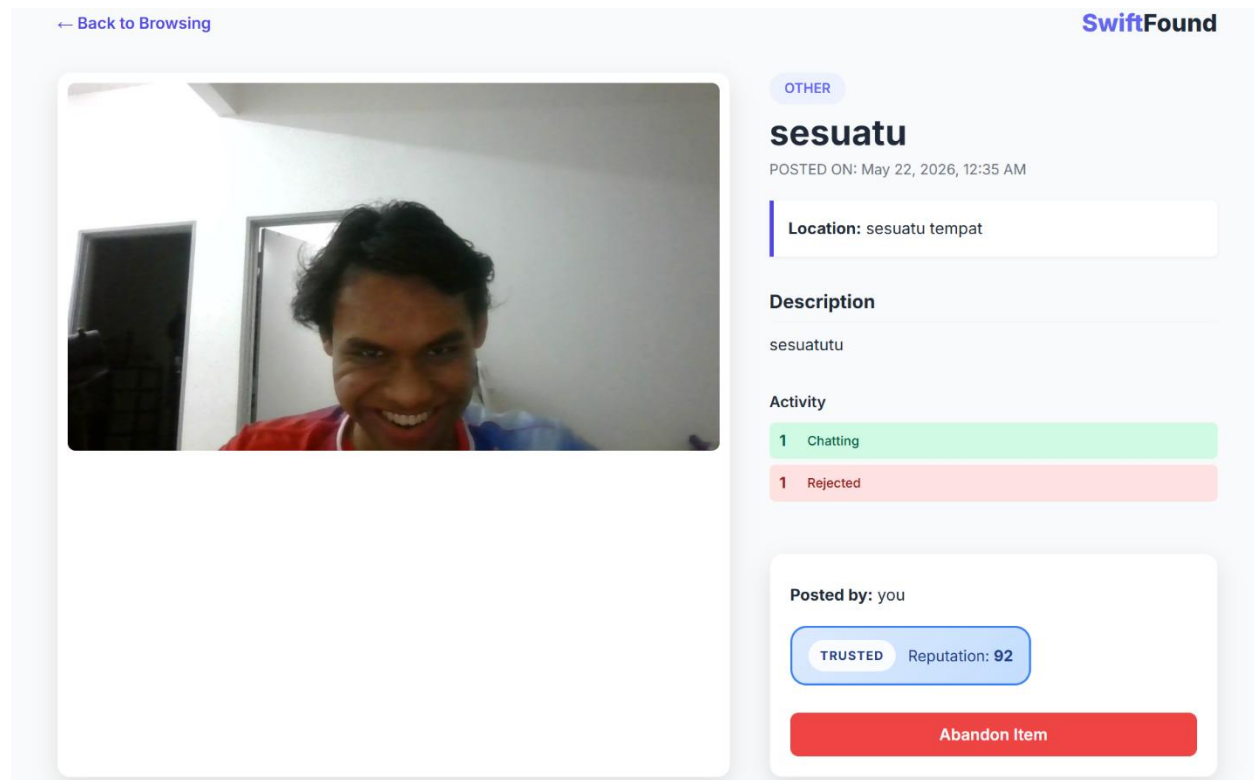 ← Back to Browsing
SwiftFound
OTHER
sesuatu
POSTED ON: May 22, 2026, 12:35 AM
Location: sesuatu tempat
Description
sesuatutu
Activity
1 Chatting
1 Rejected
Posted by: you
TRUSTED Reputation: 92
Abandon Item